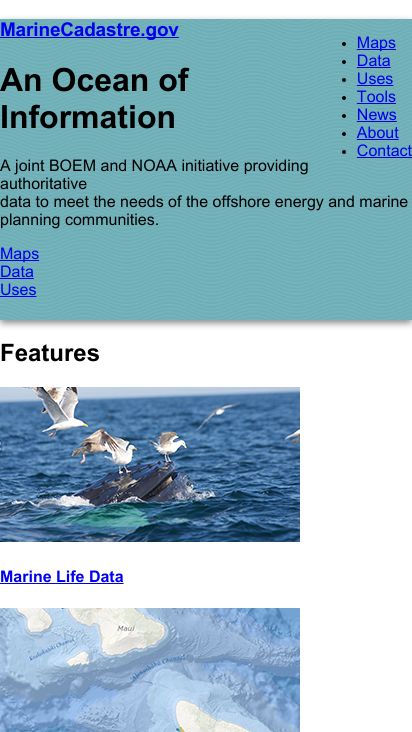 MarineCadastre.gov
Maps
Data
Uses
Tools
News
About
Contact
An Ocean of
Information
A joint BOEM and NOAA initiative providing
authoritative
data to meet the needs of the offshore energy and marine
planning communities.
Maps
Data
Uses
Features
Marine Life Data
Maui